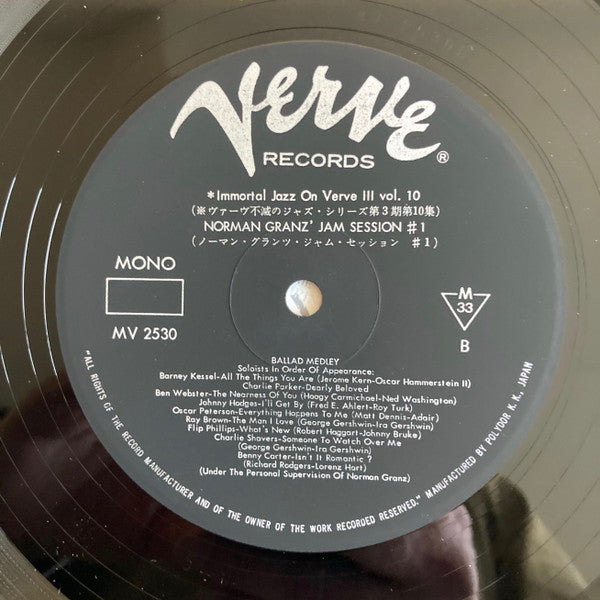 Verve
RECORDS ®
*Immortal Jazz On Verve III vol. 10
(※ヴァーヴ不滅のジャズ・シリーズ第3期第10集)
NORMAN GRANZ' JAM SESSION #1
(ノーマン・グランツ・ジャム・セッション #1)
MONO
MV 2530
M
33
B
BALLAD MEDLEY
Soloists In Order Of Appearance:
Barney Kessel-All The Things You Are (Jerome Kern-Oscar Hammerstein II)
Charlie Parker-Dearly Beloved
Ben Webster-The Nearness Of You (Hoagy Carmichael-Ned Washington)
Johnny Hodges-I'll Get By (Fred E. Ahlert-Roy Turk)
Oscar Peterson-Everything Happens To Me (Matt Dennis-Adair)
Ray Brown-The Man I Love (George Gershwin-Ira Gershwin)
Flip Phillips-What's New (Robert Haggart-Johnny Bruke)
Charlie Shavers-Someone To Watch Over Me
(George Gershwin-Ira Gershwin)
Benny Carter-Isn't It Romantic ?
(Richard Rodgers-Lorenz Hart)
(Under The Personal Supervision Of Norman Granz)
"ALL RIGHTS OF THE RECORD MANUFACTURER AND OF THE OWNER OF THE WORK RECORDED RESERVED." MANUFACTURED BY POLYDOR K. K., JAPAN